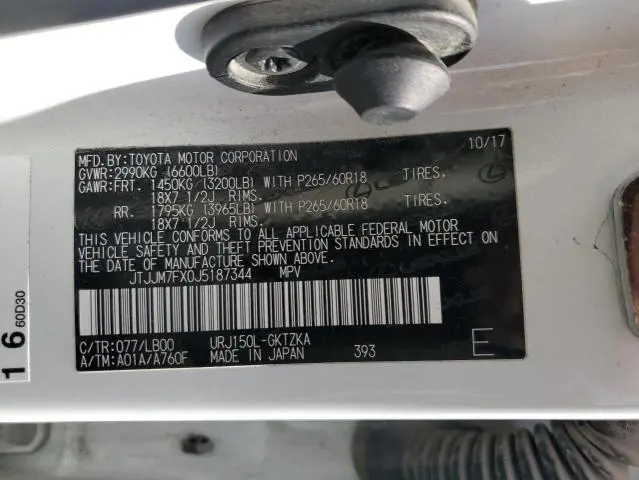 MFD.BY:TOYOTA MOTOR CORPORATION 10/17
GVWR:2990KG (6600LB)
GAWR:FRT. 1450KG (3200LB) WITH P265/60R18 TIRES.
18X7 1/2J RIMS.
RR. 1795KG (3965LB) WITH P265/60R18 TIRES.
18X7 1/2J RIMS.
THIS VEHICLE CONFORMS TO ALL APPLICABLE FEDERAL MOTOR
VEHICLE SAFETY AND THEFT PREVENTION STANDARDS IN EFFECT ON
THE DATE OF MANUFACTURE SHOWN ABOVE.
JTJJM7FX0J5187344 MPV
C/TR:077/LB00 URJ150L-GKTZKA
A/TM:A01A/A760F MADE IN JAPAN 393 E
16 60D30